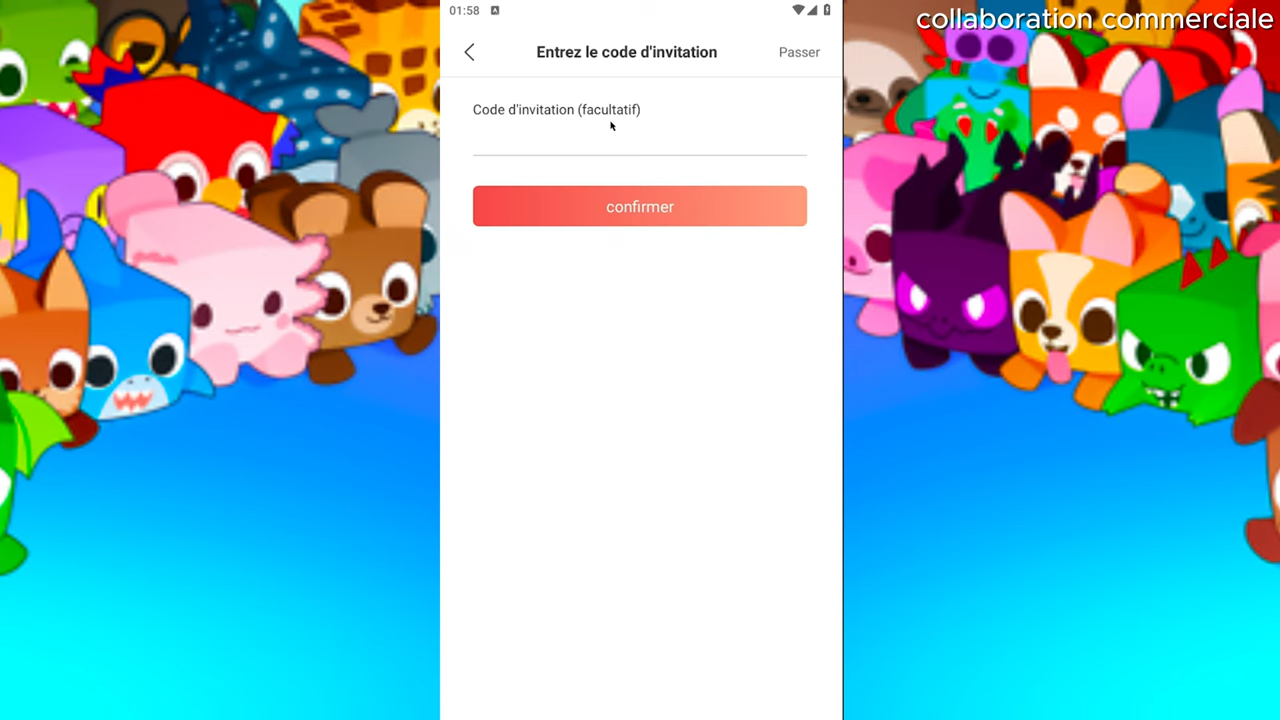 collaboration commerciale
01:58
Entrez le code d'invitation
Passer
Code d'invitation (facultatif)
confirmer